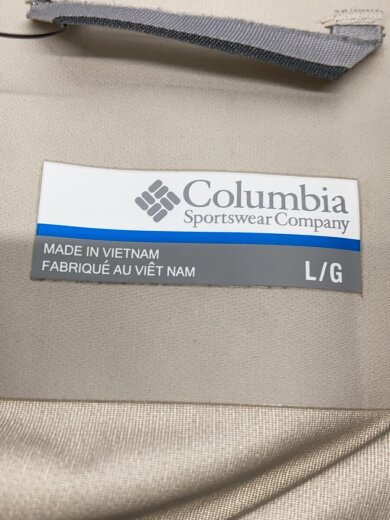 Columbia
Sportswear Company
MADE IN VIETNAM
FABRIQUÉ AU VIÊT NAM
L/G